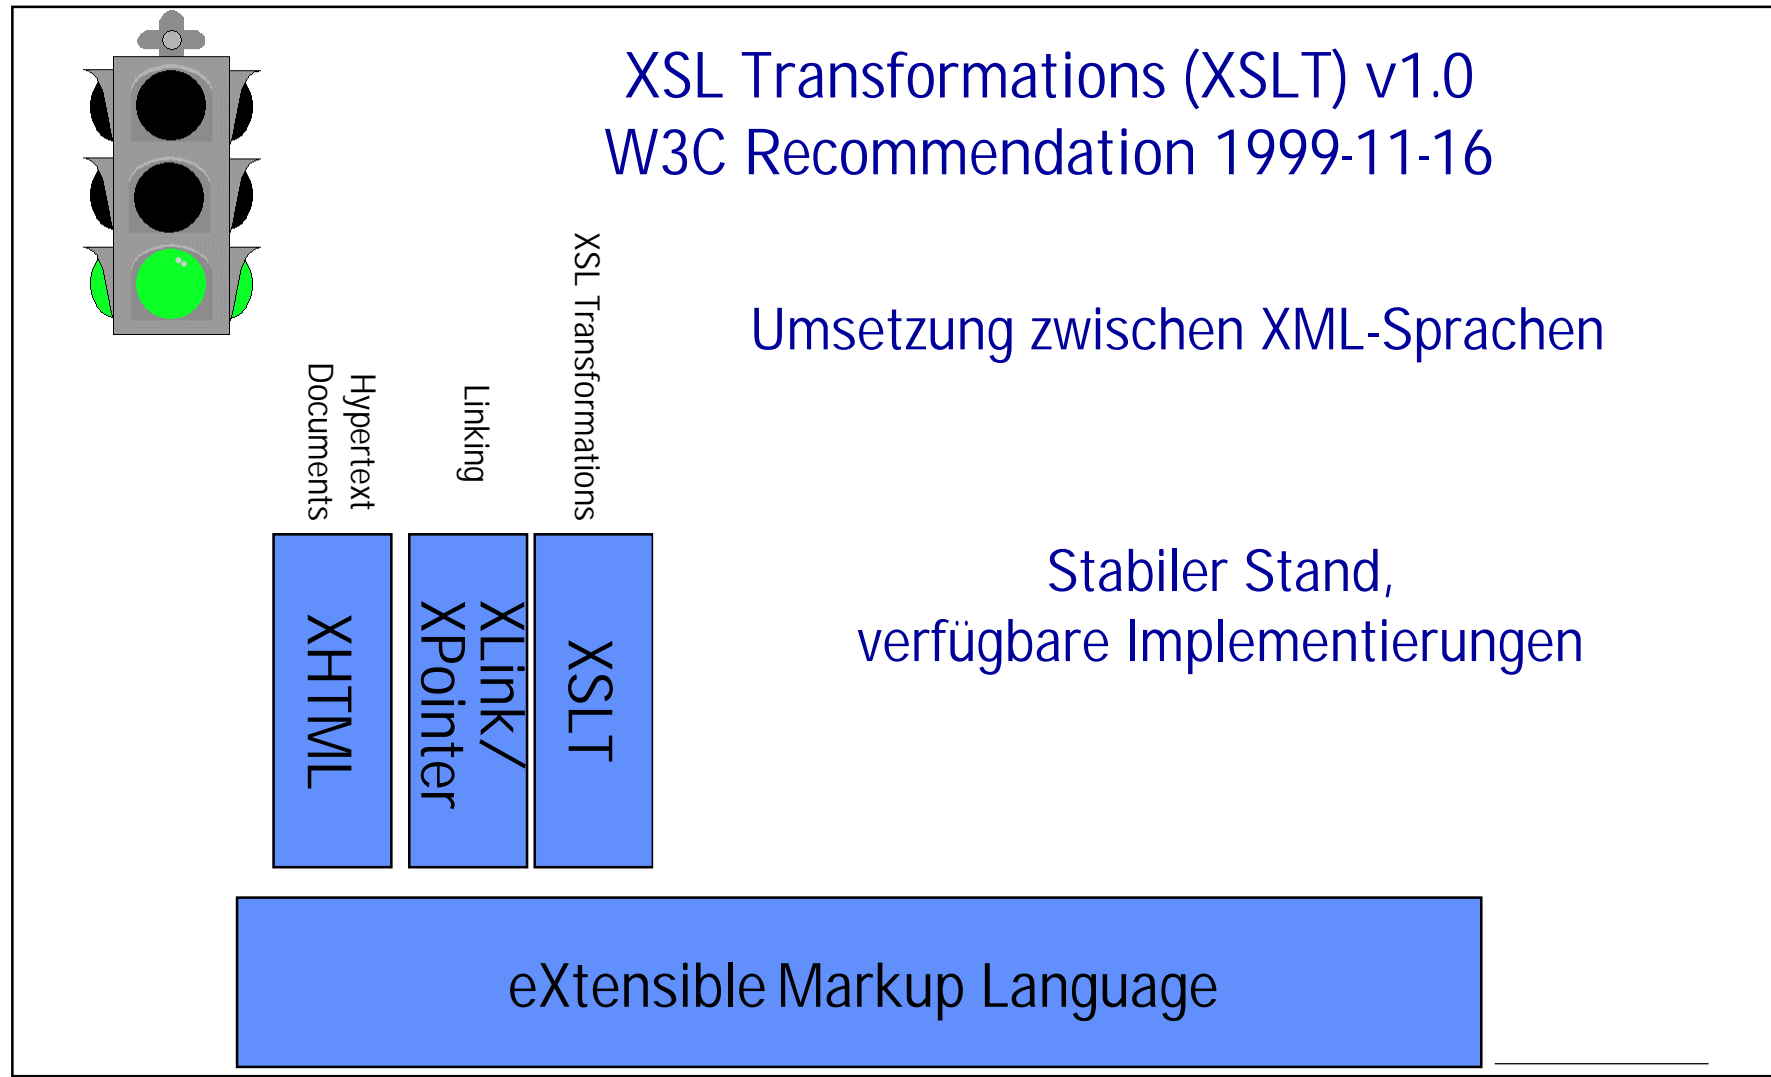 XSL Transformations (XSLT) v1.0
W3C Recommendation 1999-11-16
Umsetzung zwischen XML-Sprachen
Stabiler Stand,
verfügbare Implementierungen
Hypertext
Documents
Linking
XSL Transformations
XHTML
XLink/
XPointer
XSLT
eXtensible Markup Language